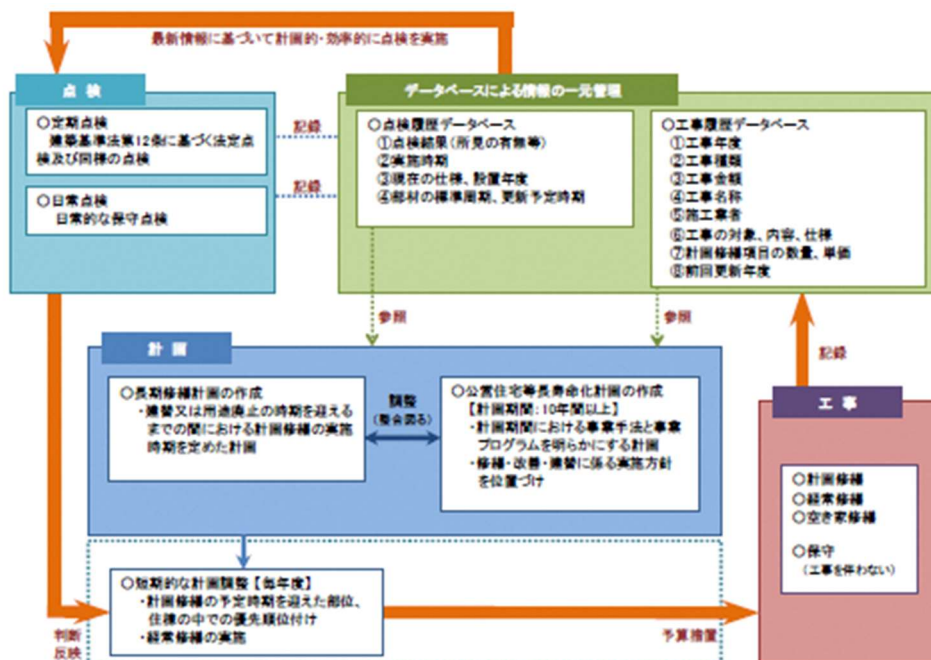 最新情報に基づいて計画的・効率的に点検を実施
点検
データベースによる情報の一元管理
○定期点検
建築基準法第12条に基づく法定点
検及び同様の点検
○日常点検
日常的な保守点検
記録
記録
○点検履歴データベース
①点検結果(所見の有無等)
②実施時期
③現在の仕様、設置年度
④部材の標準周期、更新予定時期
○工事履歴データベース
①工事年度
②工事種類
③工事金額
④工事名称
⑤施工業者
⑥工事の対象、内容、仕様
⑦計画修繕項目の数量、単価
⑧前回更新年度
参照
参照
記録
計画
○長期修繕計画の作成
・建替又は用途廃止の時期を迎える
までの間における計画修繕の実施
時期を定めた計画
調整
(整合図る)
○公営住宅等長寿命化計画の作成
【計画期間:10年間以上】
・計画期間における事業手法と事業
プログラムを明らかにする計画
・修繕・改善・建替に係る実施方針
を位置づけ
工事
○計画修繕
○経常修繕
○空き家修繕
○保守
(工事を伴わない)
○短期的な計画調整【毎年度】
・計画修繕の予定時期を迎えた部位、
住棟の中での優先順位付け
・経常修繕の実施
判断
反映
予算措置